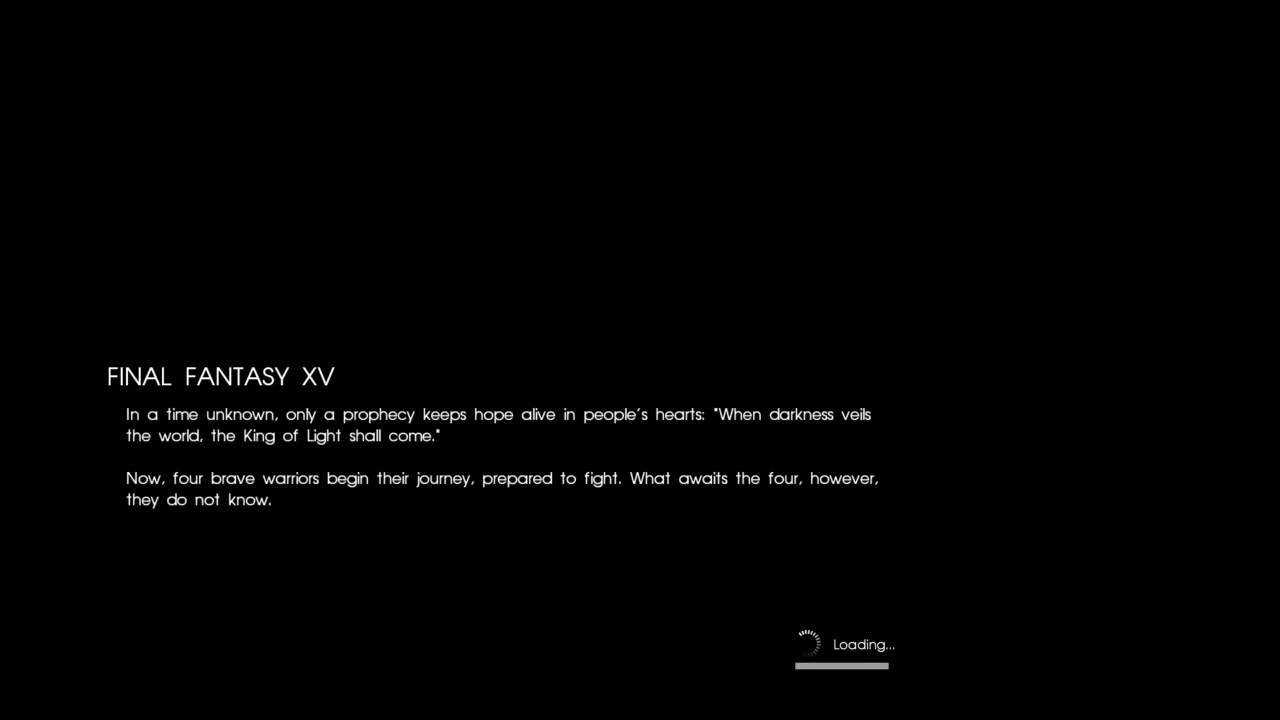 FINAL FANTASY XV
In a time unknown, only a prophecy keeps hope alive in people's hearts: "When darkness veils
the world, the King of Light shall come."
Now, four brave warriors begin their journey, prepared to fight. What awaits the four, however,
they do not know.
Loading...